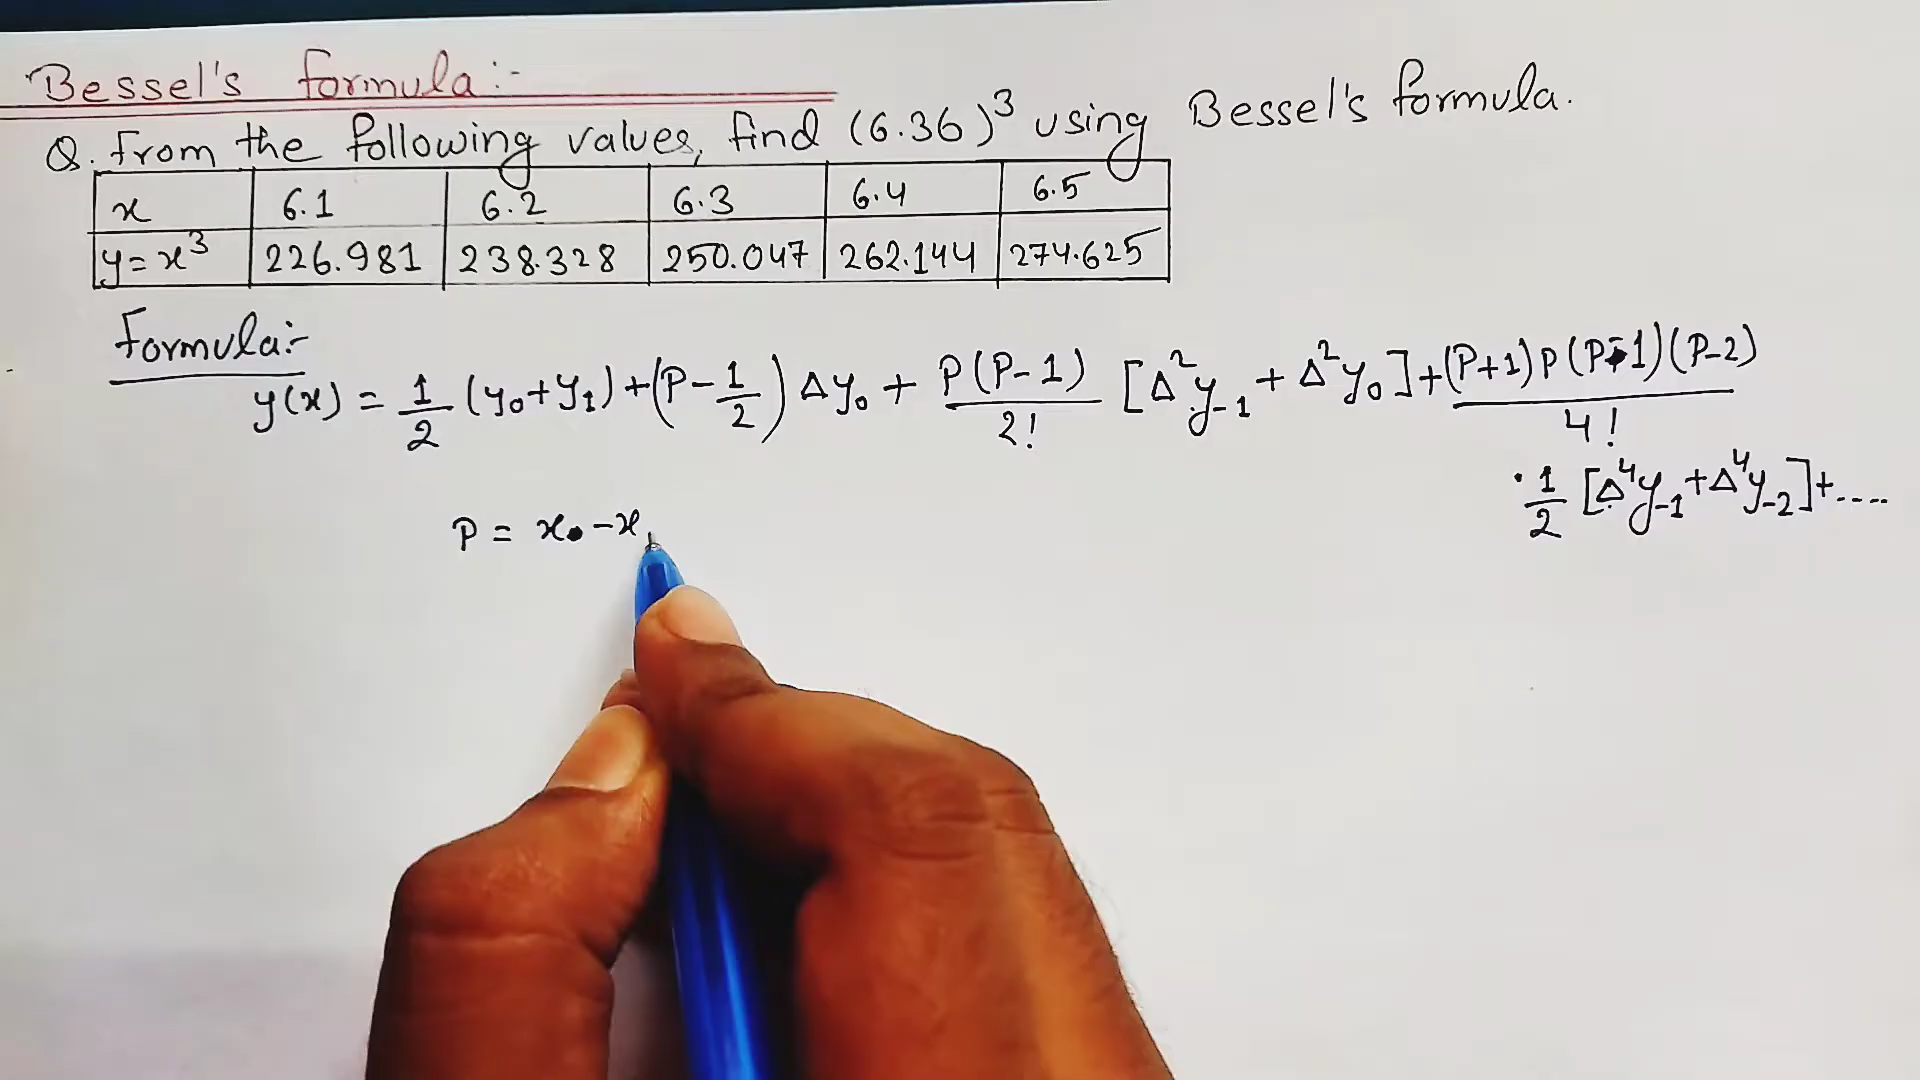 Bessel's formula:-
Q. From the following values, find (6.36)³ using Bessel's formula.
x 6.1 6.2 6.3 6.4 6.5
y=x³ 226.981 238.328 250.047 262.144 274.625
Formula:-
y(x) = 1/2 (y₀+y₁) + (P-1/2) Δy₀ + P(P-1)/2! [Δ²y₋₁ + Δ²y₀] + (P+1)P(P-1)(P-2)/4!
· 1/2 [Δ⁴y₋₁+Δ⁴y₋₂]+....
P = x -x